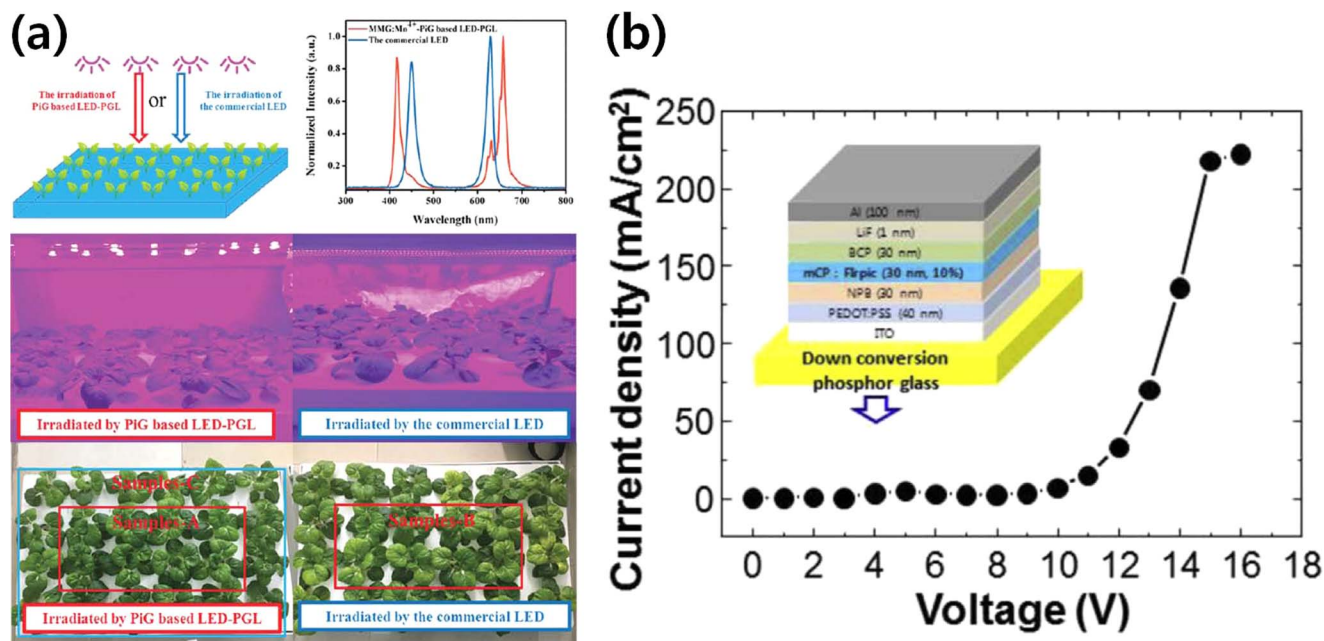 (a)
The irradiation of
PiG based LED-PGL
or
The irradiation of
the commercial LED
MMG:Mn4+-PiG based LED-PGL
The commercial LED
Normalized Intensity (a.u.)
1.0
0.8
0.6
0.4
0.2
300 400 500 600 700 800
Wavelength (nm)
Irradiated by PiG based LED-PGL
Irradiated by the commercial LED
Samples-C
Samples-A
Samples-B
Irradiated by PiG based LED-PGL
Irradiated by the commercial LED
(b)
Current density (mA/cm²)
250
200
150
100
50
0
Al (100 nm)
LiF (1 nm)
BCP (30 nm)
mCP : Firpic (30 nm, 10%)
NPB (30 nm)
PEDOT:PSS (40 nm)
ITO
Down conversion
phosphor glass
0 2 4 6 8 10 12 14 16 18
Voltage (V)